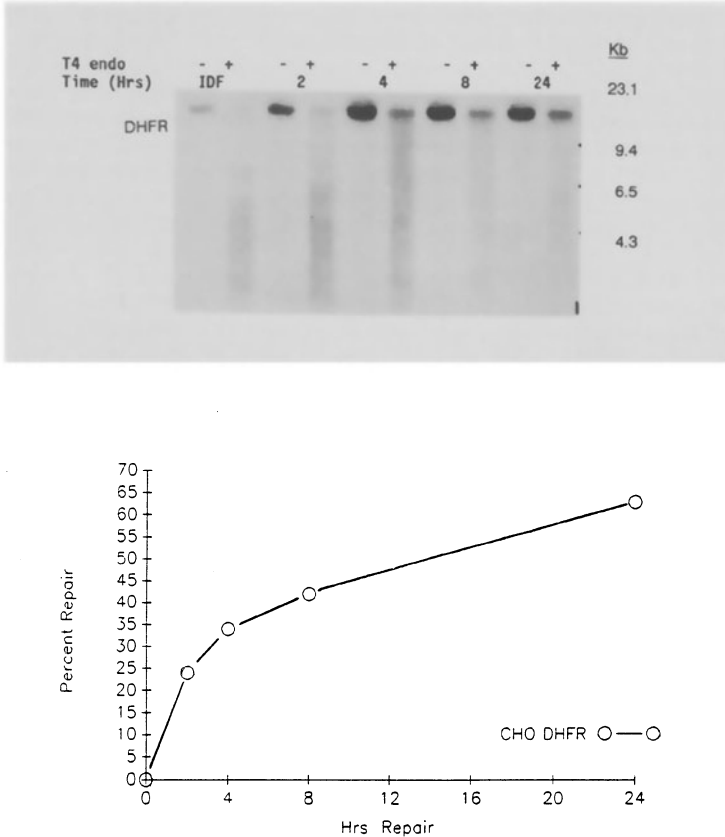 Kb
T4 endo - + - + - + - + - +
Time (Hrs) IDF 2 4 8 24
23.1
DHFR
9.4
6.5
4.3
70
65
60
55
50
45
40
35
30
25
20
15
10
5
0
Percent Repair
CHO DHFR
0 4 8 12 16 20 24
Hrs Repair